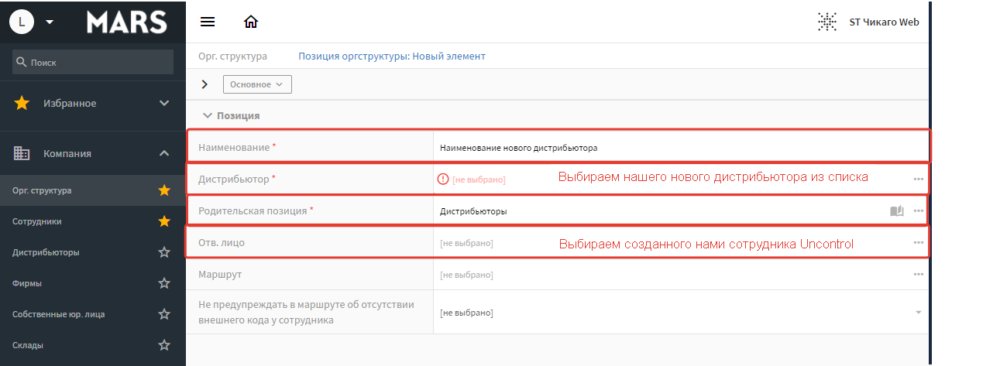 L MARS
ST Чикаго Web
Поиск
Орг. структура Позиция оргструктуры: Новый элемент
Основное
Избранное
Позиция
Компания
Наименование * Наименование нового дистрибьютора
Дистрибьютор * [не выбрано] Выбираем нашего нового дистрибьютора из списка
Орг. структура
Родительская позиция * Дистрибьюторы
Сотрудники
Отв. лицо [не выбрано] Выбираем созданного нами сотрудника Uncontrol
Дистрибьюторы
Маршрут [не выбрано]
Фирмы
Не предупреждать в маршруте об отсутствии
внешнего кода у сотрудника [не выбрано]
Собственные юр. лица
Склады